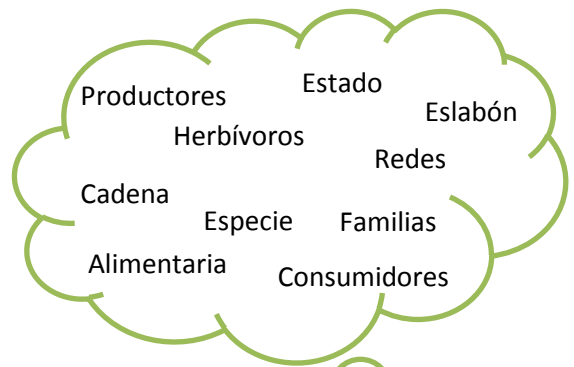 Productores
Estado
Eslabón
Herbívoros
Redes
Cadena
Especie
Familias
Alimentaria
Consumidores